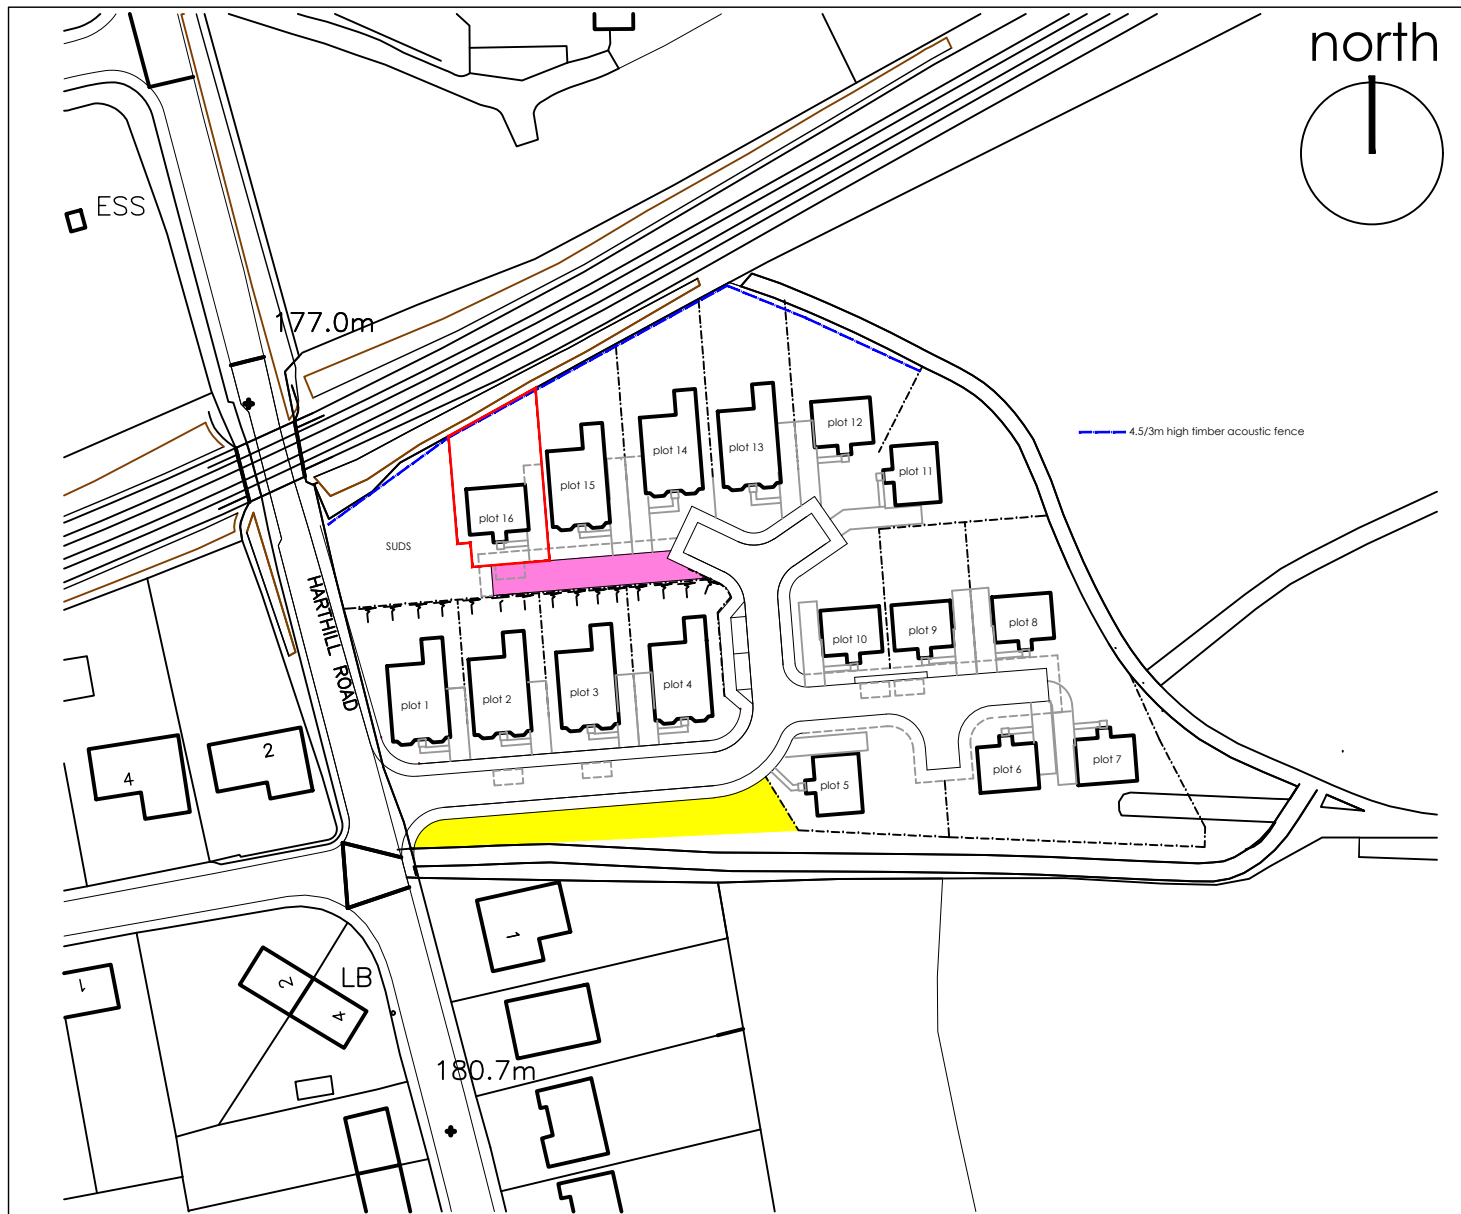 north
ESS
177.0m
4.5/3m high timber acoustic fence
plot 12
plot 14
plot 13
plot 11
plot 15
plot 16
SUDS
HARTHILL ROAD
plot 10
plot 9
plot 8
plot 1
plot 2
plot 3
plot 4
2
4
plot 5
plot 6
plot 7
1
1
2
LB
4
180.7m